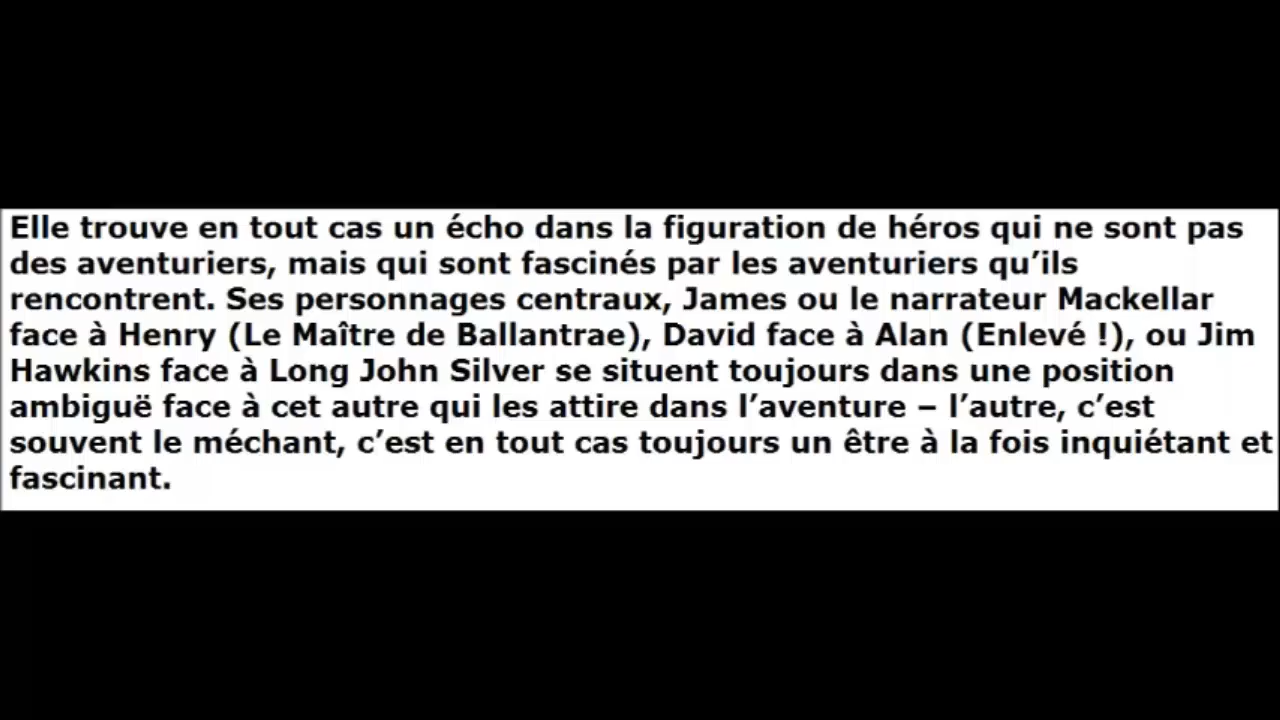 Elle trouve en tout cas un écho dans la figuration de héros qui ne sont pas
des aventuriers, mais qui sont fascinés par les aventuriers qu’ils
rencontrent. Ses personnages centraux, James ou le narrateur Mackellar
face à Henry (Le Maître de Ballantrae), David face à Alan (Enlevé !), ou Jim
Hawkins face à Long John Silver se situent toujours dans une position
ambiguë face à cet autre qui les attire dans l’aventure – l’autre, c’est
souvent le méchant, c’est en tout cas toujours un être à la fois inquiétant et
fascinant.